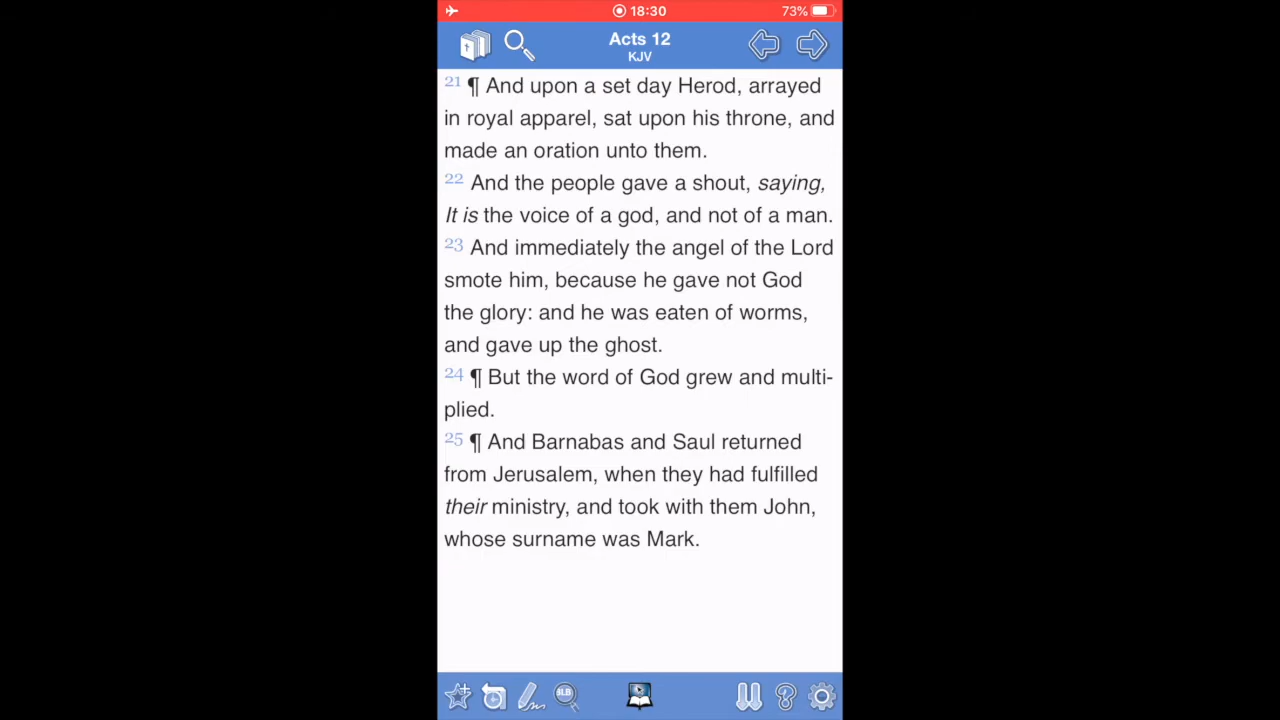 18:30
73%
Acts 12
KJV
21 ¶ And upon a set day Herod, arrayed
in royal apparel, sat upon his throne, and
made an oration unto them.
22 And the people gave a shout, saying,
It is the voice of a god, and not of a man.
23 And immediately the angel of the Lord
smote him, because he gave not God
the glory: and he was eaten of worms,
and gave up the ghost.
24 ¶ But the word of God grew and multi-
plied.
25 ¶ And Barnabas and Saul returned
from Jerusalem, when they had fulfilled
their ministry, and took with them John,
whose surname was Mark.
BLB